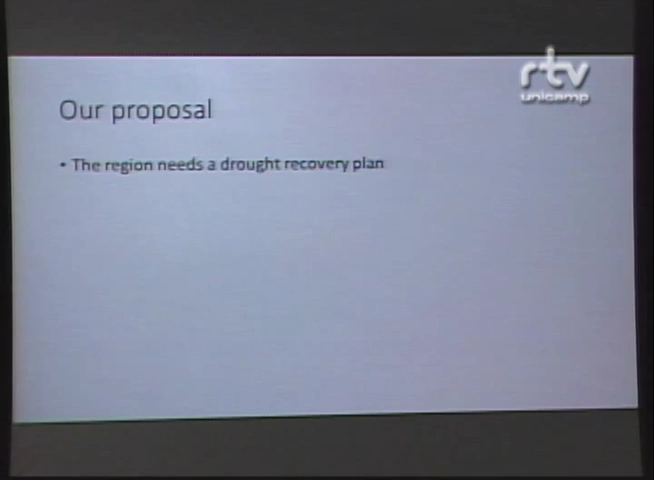 rtv
unicamp
Our proposal
• The region needs a drought recovery plan